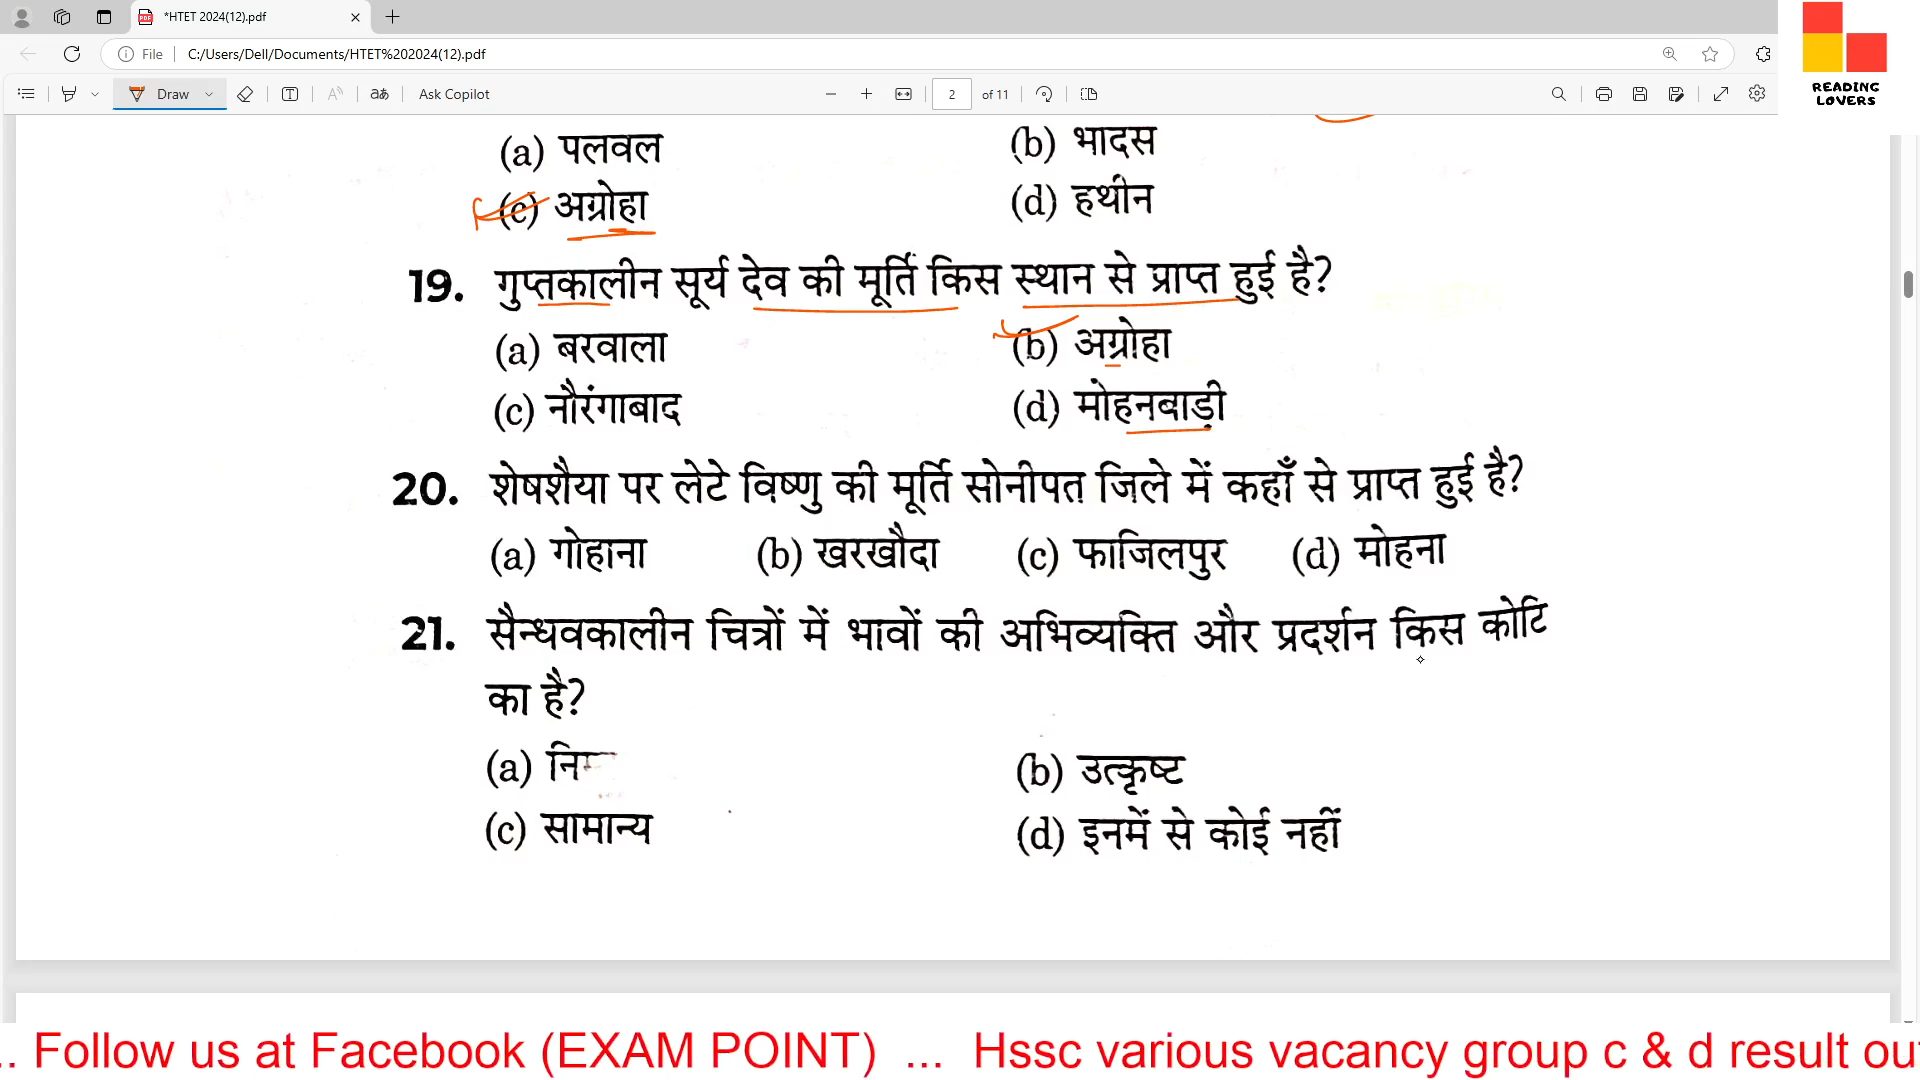 *HTET 2024(12).pdf
File C:/Users/Dell/Documents/HTET%202024(12).pdf
Draw Ask Copilot 2 of 11
READING
LOVERS
(a) पलवल (b) भादस
(c) अग्रोहा (d) हथीन
19. गुप्तकालीन सूर्य देव की मूर्ति किस स्थान से प्राप्त हुई है?
(a) बरवाला (b) अग्रोहा
(c) नौरंगाबाद (d) मोहनबाड़ी
20. शेषशैया पर लेटे विष्णु की मूर्ति सोनीपत जिले में कहाँ से प्राप्त हुई है?
(a) गोहाना (b) खरखौदा (c) फाजिलपुर (d) मोहना
21. सैन्धवकालीन चित्रों में भावों की अभिव्यक्ति और प्रदर्शन किस कोटि
का है?
(a) (b) उत्कृष्ट
(c) सामान्य (d) इनमें से कोई नहीं
.. Follow us at Facebook (EXAM POINT) ... Hssc various vacancy group c & d result